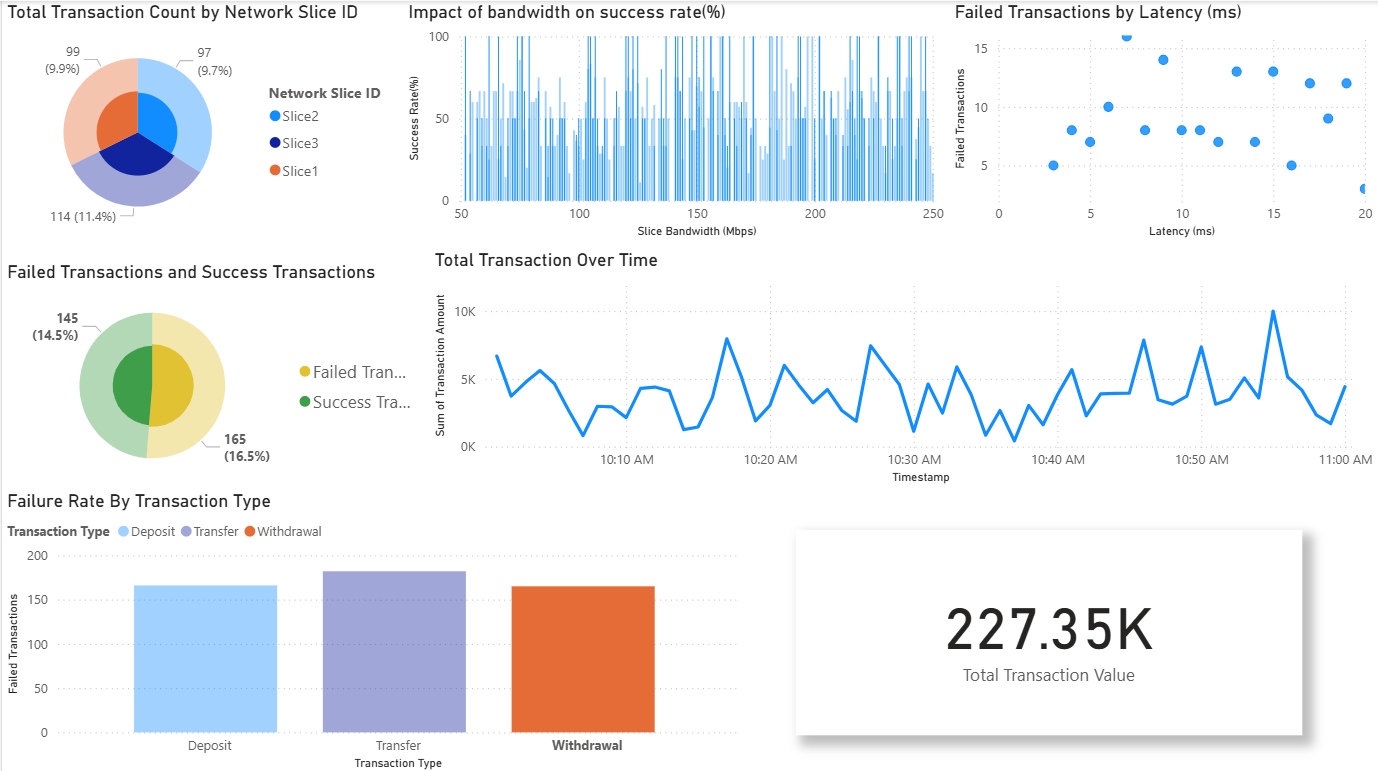 Total Transaction Count by Network Slice ID
99
(9.9%)
97
(9.7%)
114 (11.4%)
Network Slice ID
Slice2
Slice3
Slice1
Impact of bandwidth on success rate(%)
Success Rate(%)
100
50
0
50
100
150
200
250
Slice Bandwidth (Mbps)
Failed Transactions by Latency (ms)
Failed Transactions
15
10
5
0
5
10
15
20
Latency (ms)
Failed Transactions and Success Transactions
145
(14.5%)
165
(16.5%)
Failed Tran...
Success Tra...
Total Transaction Over Time
Sum of Transaction Amount
10K
5K
0K
10:10 AM
10:20 AM
10:30 AM
10:40 AM
10:50 AM
11:00 AM
Timestamp
Failure Rate By Transaction Type
Transaction Type Deposit Transfer Withdrawal
Failed Transactions
200
150
100
50
0
Deposit
Transfer
Withdrawal
Transaction Type
227.35K
Total Transaction Value